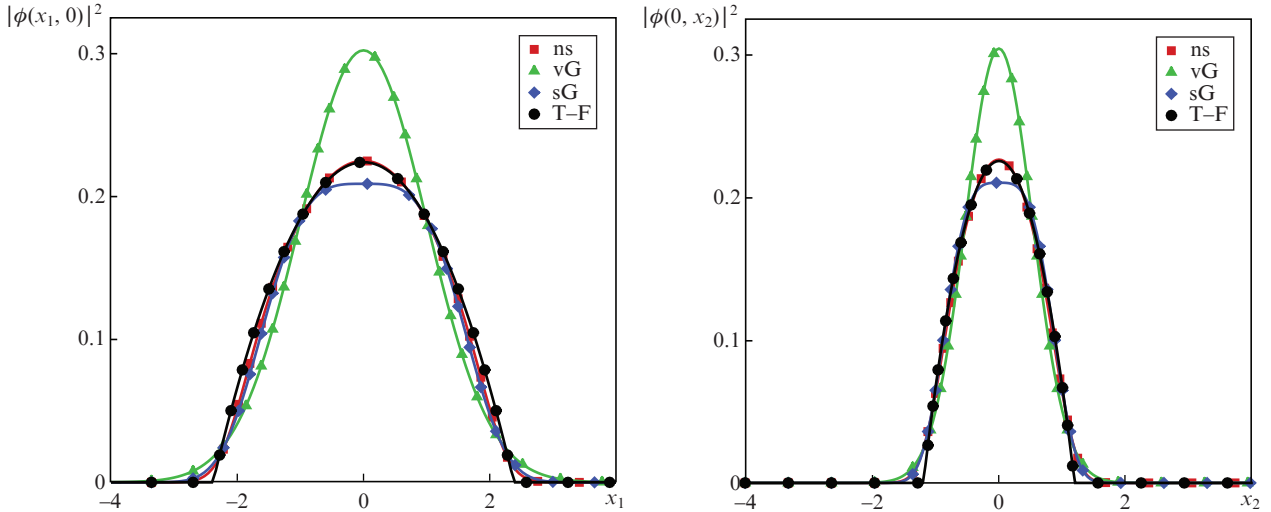 |ϕ(x₁, 0)|²
0.3
0.2
0.1
0
−4
−2
0
2
x₁
ns
vG
sG
T–F
|ϕ(0, x₂)|²
0.3
0.2
0.1
0
−4
−2
0
2
x₂
ns
vG
sG
T–F